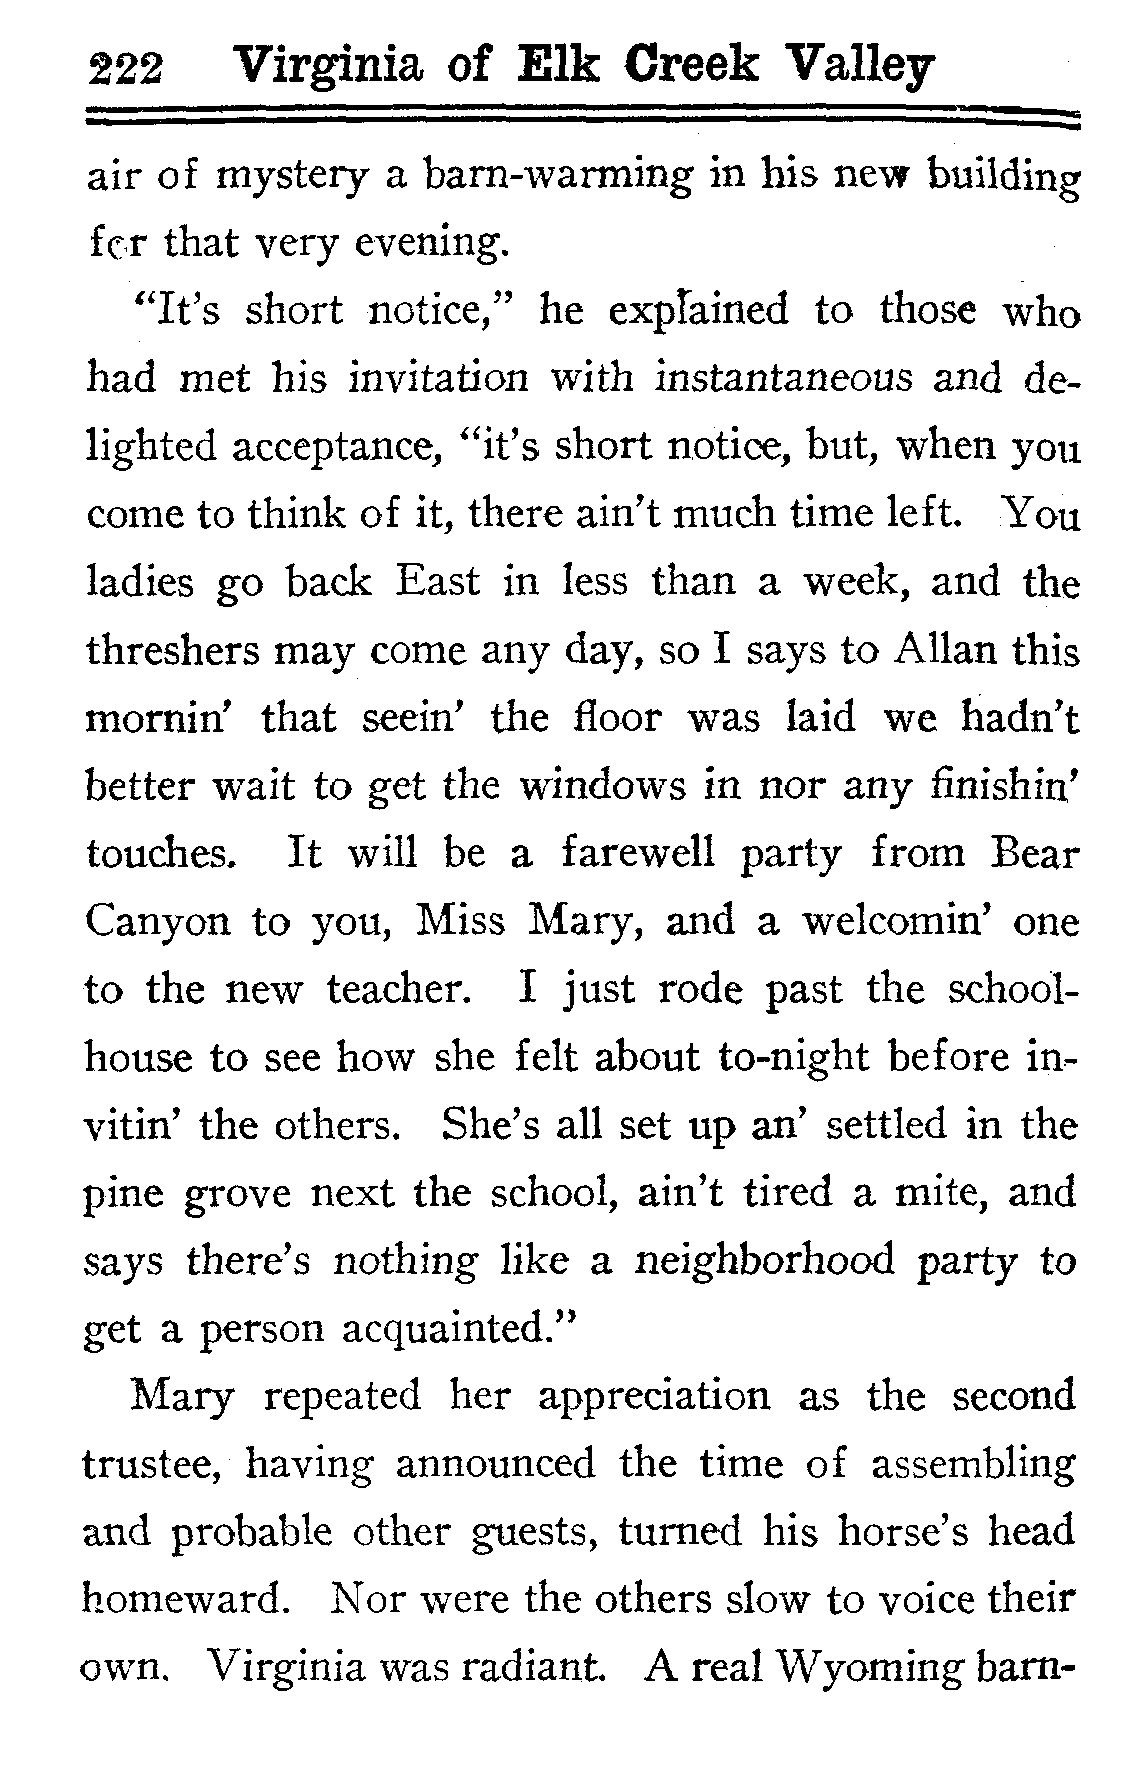 222 Virginia of Elk Creek Valley
air of mystery a barn-warming in his new building
for that very evening.
“It’s short notice,” he explained to those who
had met his invitation with instantaneous and de-
lighted acceptance, “it’s short notice, but, when you
come to think of it, there ain’t much time left. You
ladies go back East in less than a week, and the
threshers may come any day, so I says to Allan this
mornin’ that seein’ the floor was laid we hadn’t
better wait to get the windows in nor any finishin’
touches. It will be a farewell party from Bear
Canyon to you, Miss Mary, and a welcomin’ one
to the new teacher. I just rode past the school-
house to see how she felt about to-night before in-
vitin’ the others. She’s all set up an’ settled in the
pine grove next the school, ain’t tired a mite, and
says there’s nothing like a neighborhood party to
get a person acquainted.”
Mary repeated her appreciation as the second
trustee, having announced the time of assembling
and probable other guests, turned his horse’s head
homeward. Nor were the others slow to voice their
own. Virginia was radiant. A real Wyoming barn-